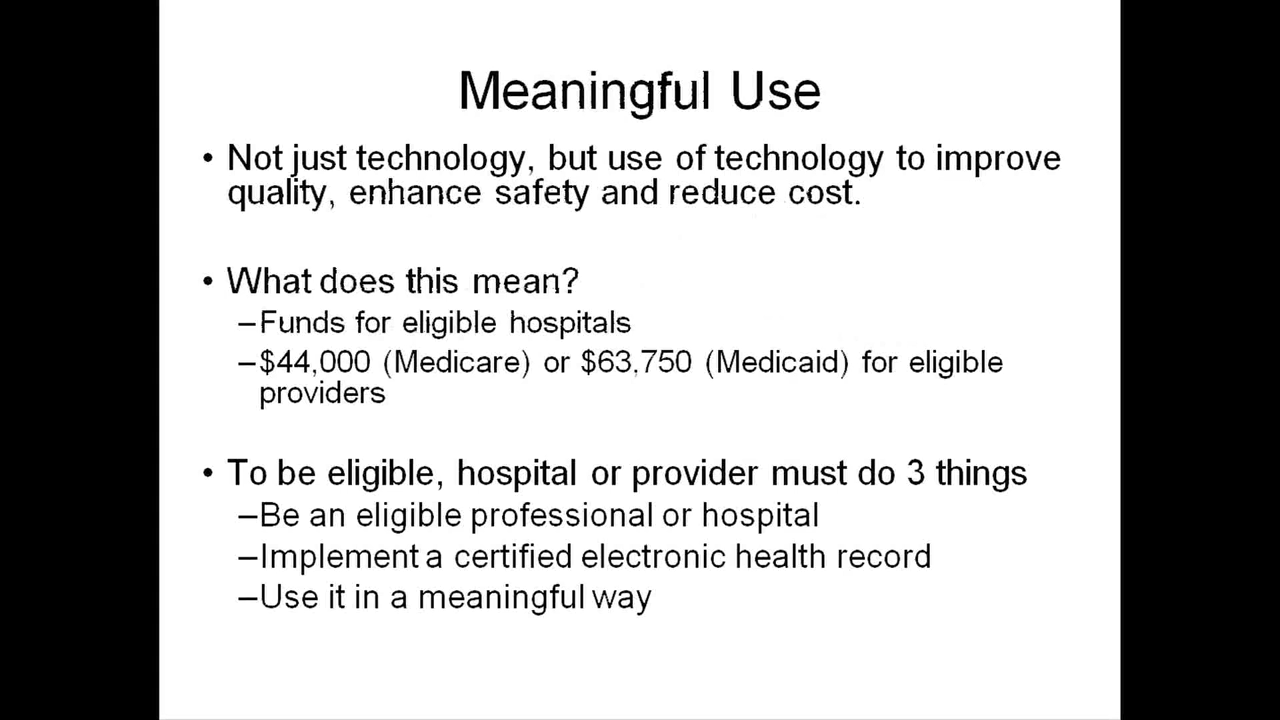 Meaningful Use
• Not just technology, but use of technology to improve
quality, enhance safety and reduce cost.
• What does this mean?
–Funds for eligible hospitals
–$44,000 (Medicare) or $63,750 (Medicaid) for eligible
providers
• To be eligible, hospital or provider must do 3 things
–Be an eligible professional or hospital
–Implement a certified electronic health record
–Use it in a meaningful way